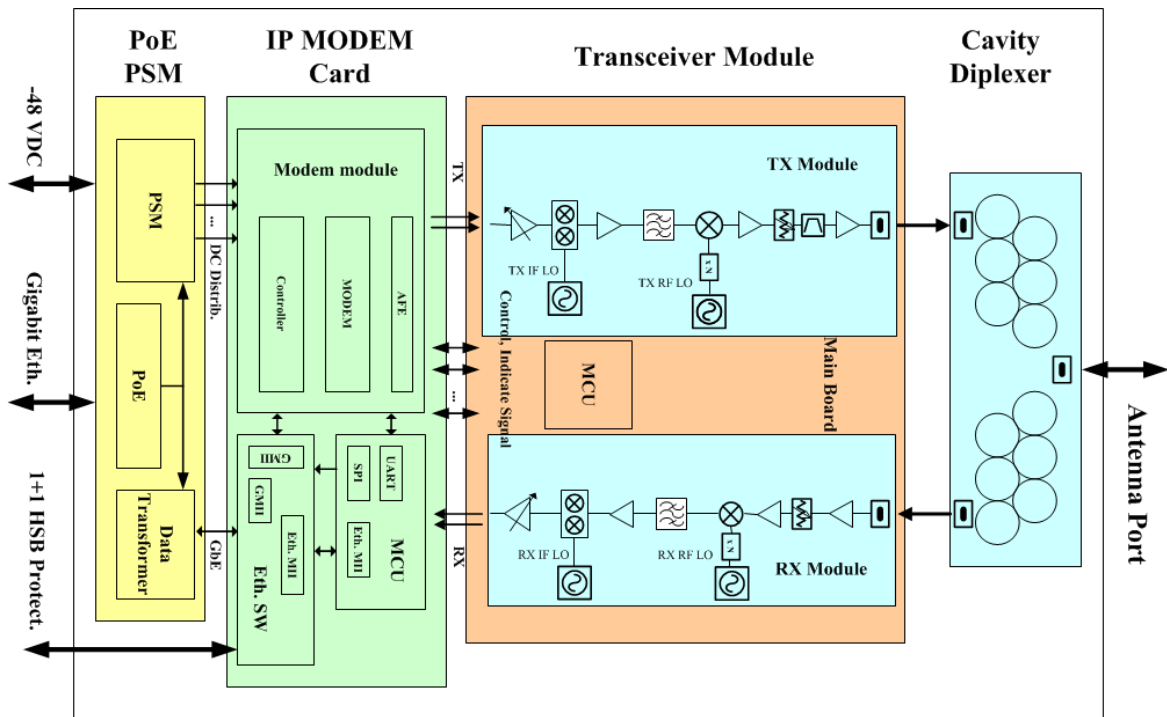 PoE
PSM
IP MODEM
Card
Transceiver Module
Cavity
Diplexer
-48 VDC
Gigabit Eth.
1+1 HSB Protect.
PSM
PoE
Data
Transformer
...
DC Distrib.
GbE
Modem module
Controller
MODEM
AFE
GMII
GMII
Eth. MII
Eth. SW
SPI
UART
Eth. MII
MCU
TX
Control, Indicate Signal
...
RX
TX Module
TX IF LO
TX RF LO
x N
MCU
Main Board
RX IF LO
RX RF LO
x N
RX Module
Antenna Port